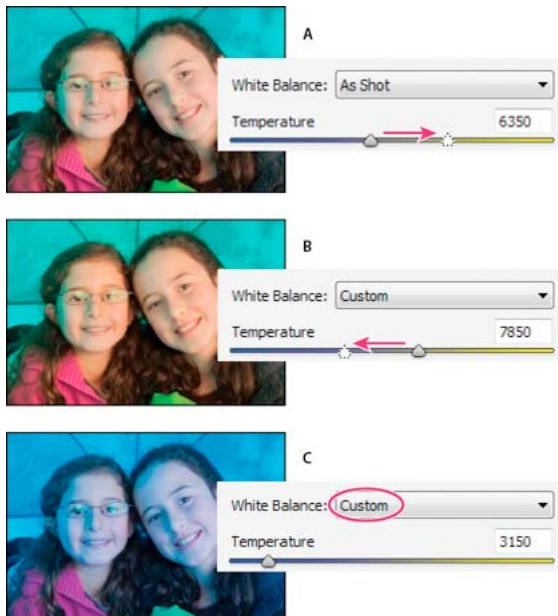 A
White Balance: As Shot
Temperature 6350
B
White Balance: Custom
Temperature 7850
C
White Balance: Custom
Temperature 3150